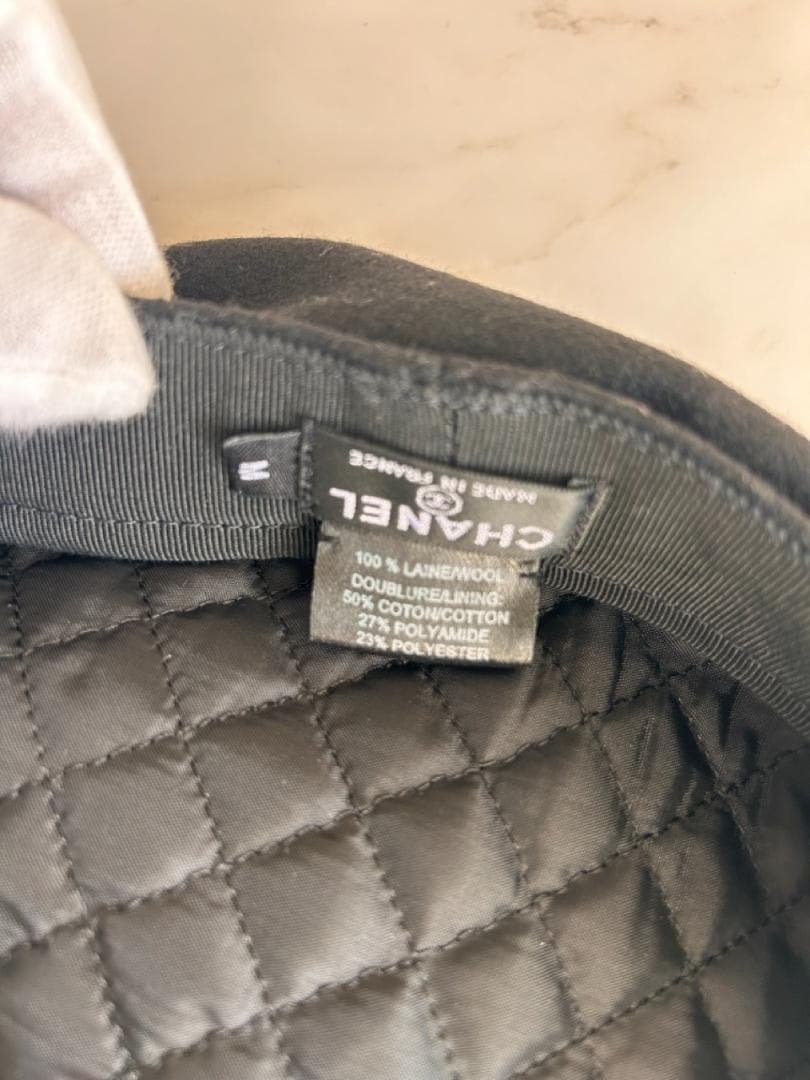 M
CHANEL
MADE IN FRANCE
100 % LAINE/WOOL
DOUBLURE/LINING:
50% COTON/COTTON
27% POLYAMIDE
23% POLYESTER